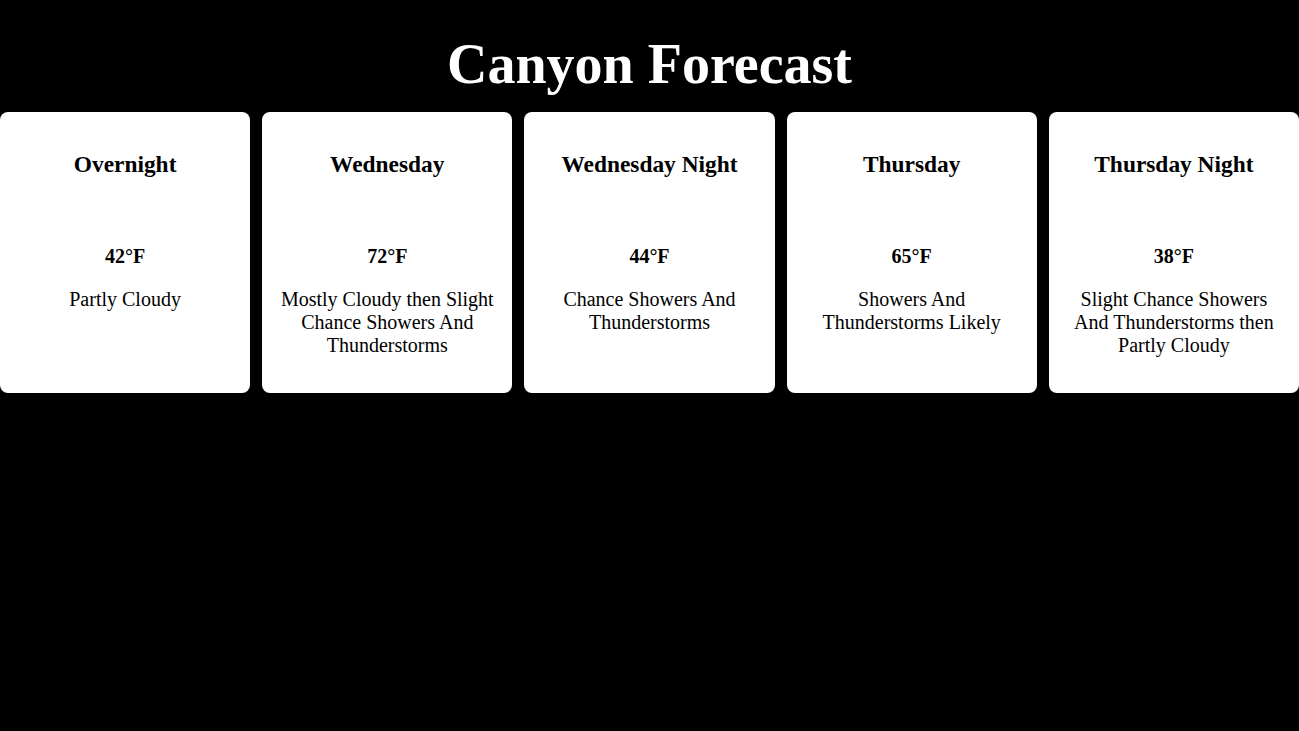 Canyon Forecast
Overnight
42°F
Partly Cloudy
Wednesday
72°F
Mostly Cloudy then Slight
Chance Showers And
Thunderstorms
Wednesday Night
44°F
Chance Showers And
Thunderstorms
Thursday
65°F
Showers And
Thunderstorms Likely
Thursday Night
38°F
Slight Chance Showers
And Thunderstorms then
Partly Cloudy